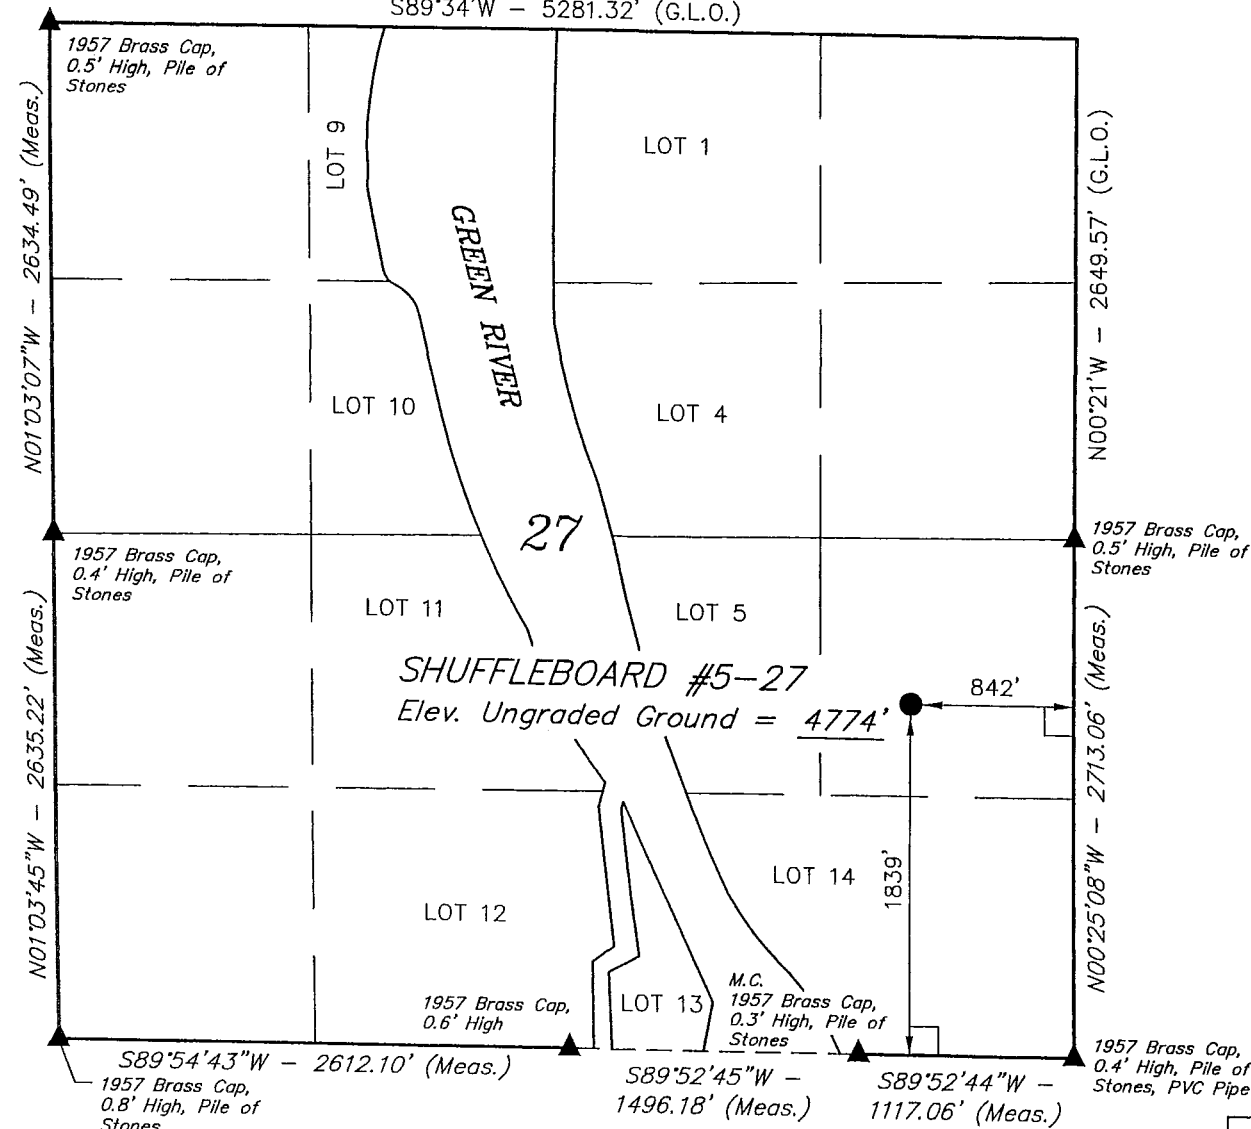 S89°34'W – 5281.32' (G.L.O.)
1957 Brass Cap,
0.5' High, Pile of
Stones
N01°03'07"W – 2634.49' (Meas.)
LOT 9
LOT 1
GREEN RIVER
N00°21'W – 2649.57' (G.L.O.)
LOT 10
LOT 4
27
1957 Brass Cap,
0.4' High, Pile of
Stones
1957 Brass Cap,
0.5' High, Pile of
Stones
LOT 11
LOT 5
N01°03'45"W – 2635.22' (Meas.)
SHUFFLEBOARD #5–27
Elev. Ungraded Ground = 4774'
842'
N00°25'08"W – 2713.06' (Meas.)
1839'
LOT 14
LOT 12
LOT 13
M.C.
1957 Brass Cap,
0.3' High, Pile of
Stones
1957 Brass Cap,
0.6' High
S89°54'43"W – 2612.10' (Meas.)
S89°52'45"W –
1496.18' (Meas.)
S89°52'44"W –
1117.06' (Meas.)
1957 Brass Cap,
0.4' High, Pile of
Stones, PVC Pipe
1957 Brass Cap,
0.8' High, Pile of
Stones